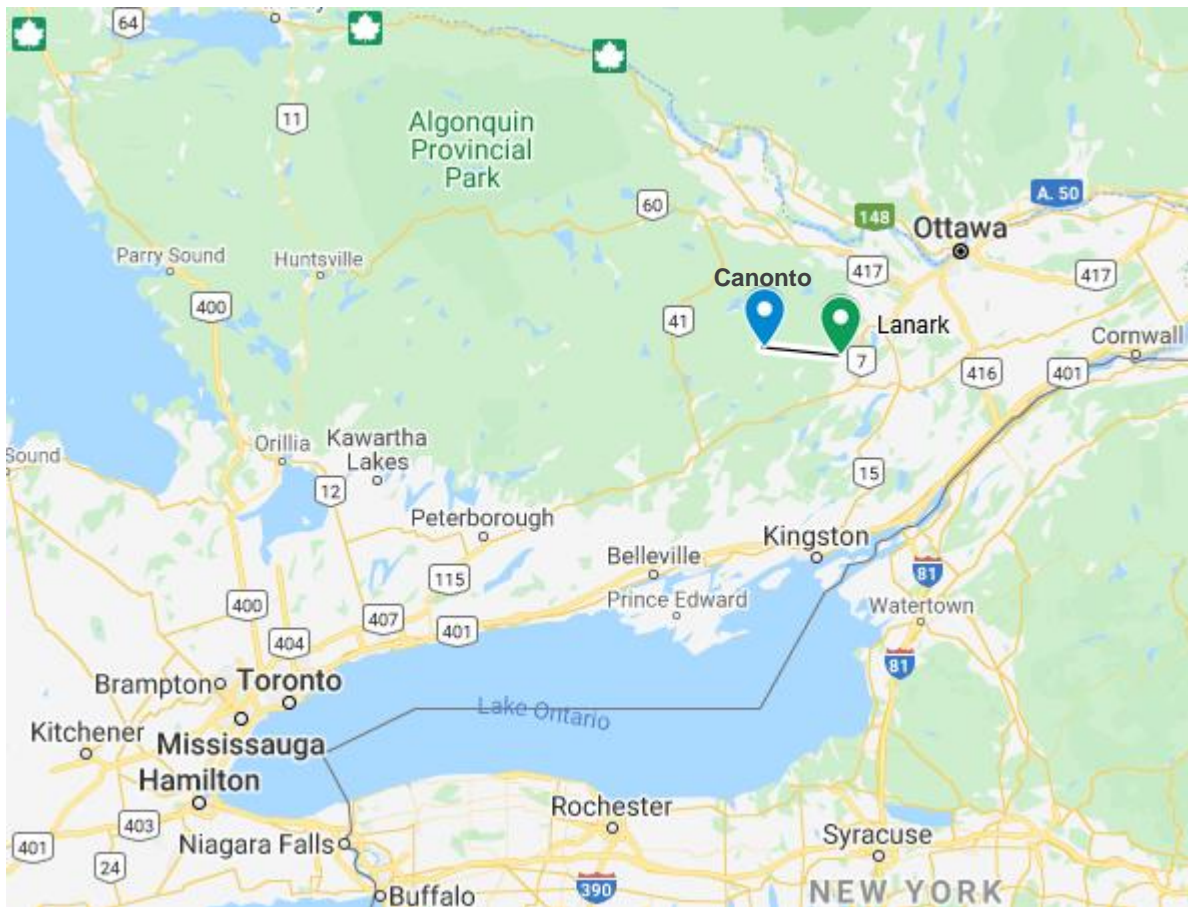 64
11
Algonquin
Provincial
Park
60
148
A. 50
Ottawa
417
417
Parry Sound
Huntsville
400
Canonto
41
Lanark
7
Cornwall
416
401
Sound
Orillia
Kawartha
Lakes
12
15
Peterborough
Kingston
Belleville
115
81
Prince Edward
Watertown
400
407
404
401
81
Brampton
Toronto
Lake Ontario
Kitchener
Mississauga
Hamilton
Rochester
403
401
Niagara Falls
Syracuse
24
390
Buffalo
NEW YORK